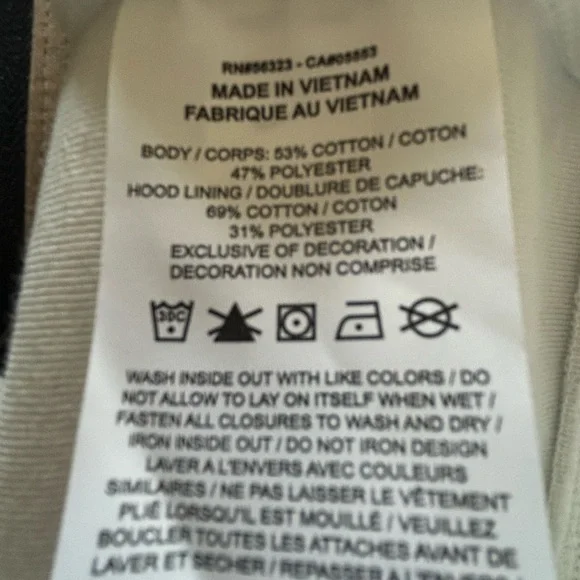 RN#56323 - CA#05553
MADE IN VIETNAM
FABRIQUE AU VIETNAM
BODY / CORPS: 53% COTTON / COTON
47% POLYESTER
HOOD LINING / DOUBLURE DE CAPUCHE:
69% COTTON / COTON
31% POLYESTER
EXCLUSIVE OF DECORATION /
DECORATION NON COMPRISE
30C
WASH INSIDE OUT WITH LIKE COLORS / DO
NOT ALLOW TO LAY ON ITSELF WHEN WET /
FASTEN ALL CLOSURES TO WASH AND DRY /
IRON INSIDE OUT / DO NOT IRON DESIGN
LAVER A L'ENVERS AVEC COULEURS
SIMILAIRES / NE PAS LAISSER LE VÊTEMENT
PLIÉ LORSQU'IL EST MOUILLÉ / VEUILLEZ
BOUCLER TOUTES LES ATTACHES AVANT DE
LAVER ET SECHER / REPASSER A